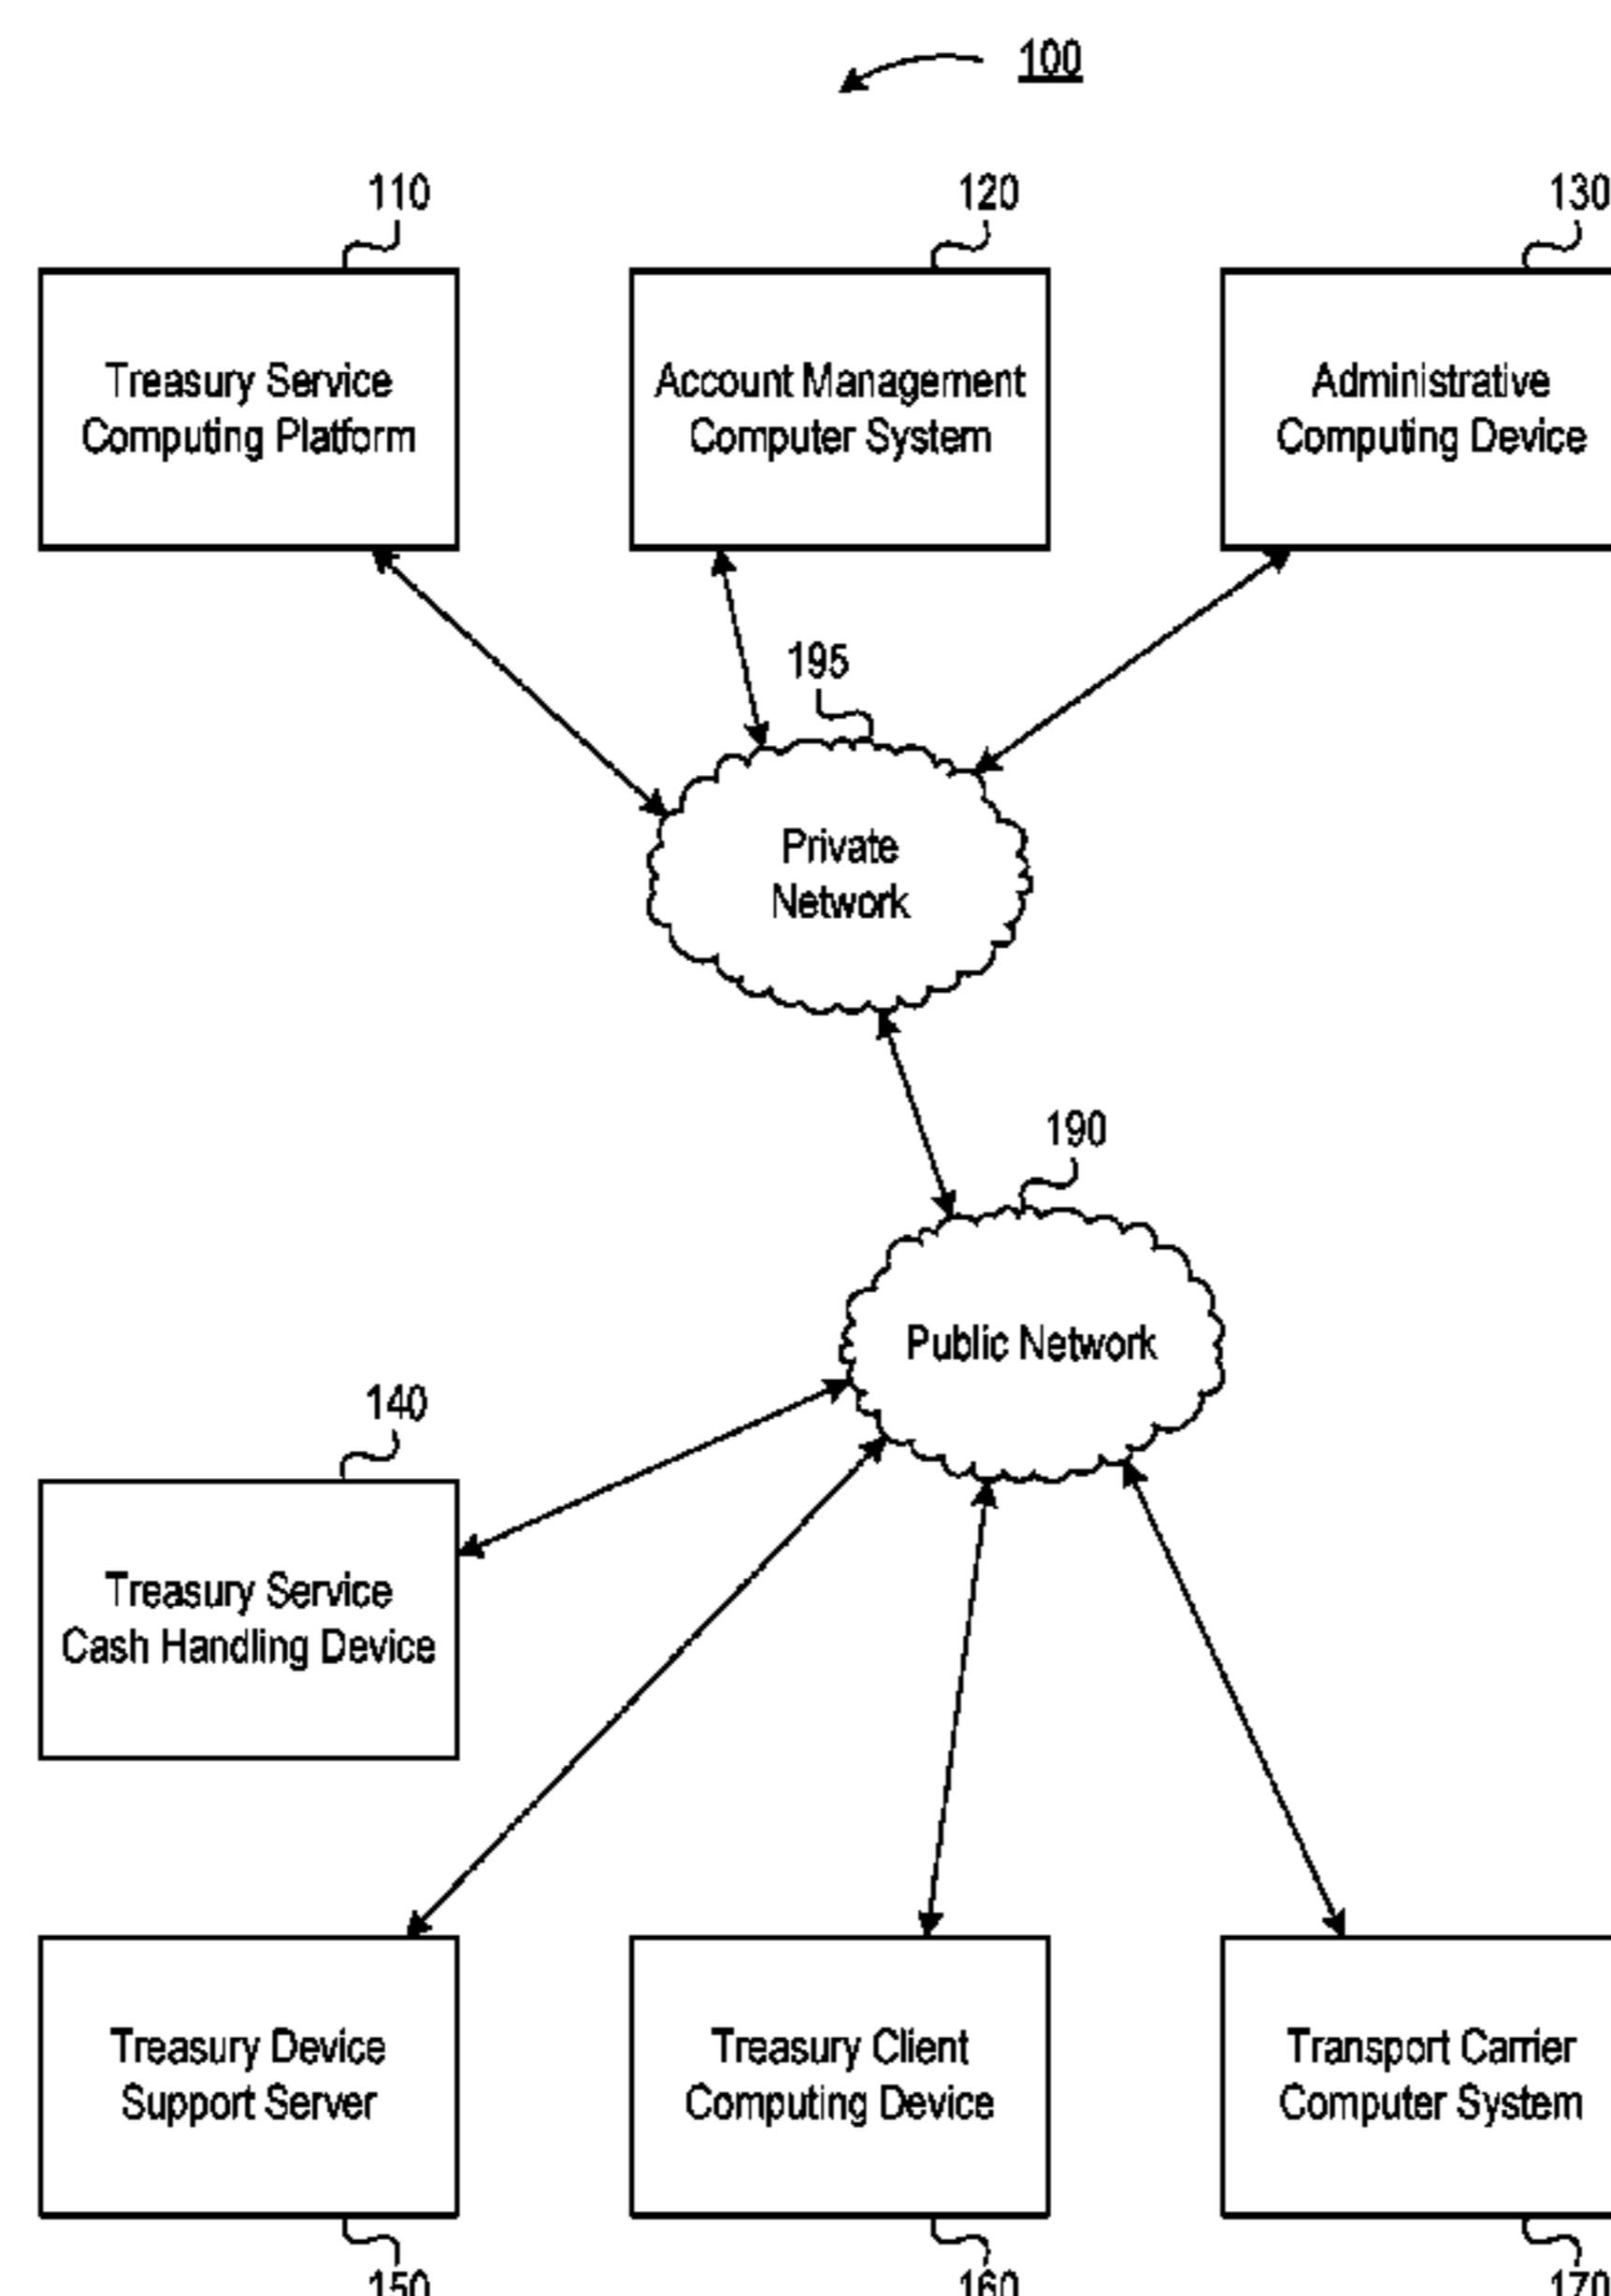 100
110
120
130
Treasury Service
Computing Platform
Account Management
Computer System
Administrative
Computing Device
195
Private
Network
190
Public Network
140
Treasury Service
Cash Handling Device
Treasury Device
Support Server
Treasury Client
Computing Device
Transport Carrier
Computer System
150
160
170